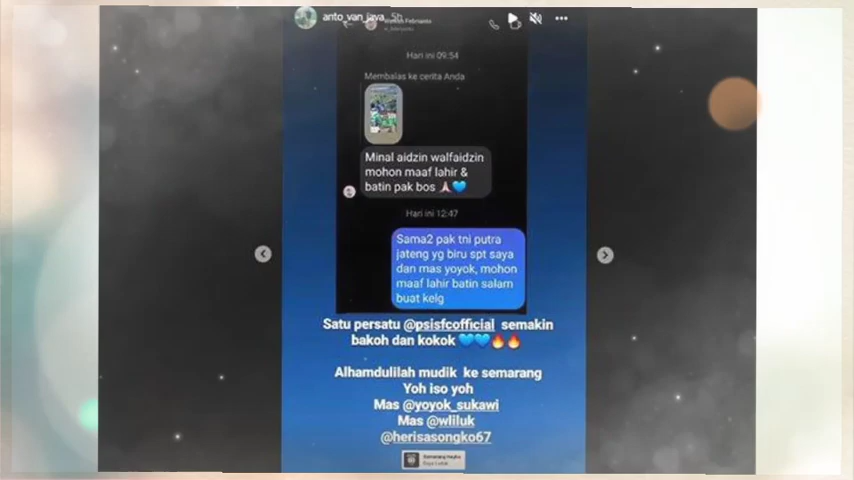 anto_van_java 5h
Hari ini 09:54
Membalas ke cerita Anda
Minal aidzin walfaidzin
mohon maaf lahir &
batin pak bos 🙏🏻💙
Hari ini 12:47
Sama2 pak tni putra
jateng yg biru spt saya
dan mas yoyok, mohon
maaf lahir batin salam
buat kelg
Satu persatu @psisfcofficial semakin
bakoh dan kokok 💙💙🔥🔥
Alhamdulilah mudik ke semarang
Yoh iso yoh
Mas @yoyok_sukawi
Mas @wliluk
@herisasongko67